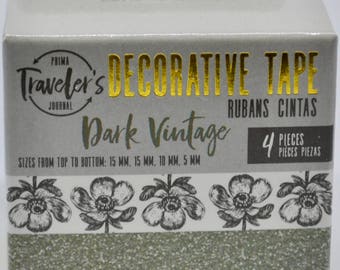 PRIMA
Traveler's
JOURNAL
DECORATIVE TAPE
RUBANS CINTAS
Dark Vintage
4 PIECES
PIÈCES PIEZAS
SIZES FROM TOP TO BOTTOM: 15 MM, 15 MM, 10 MM, 5 MM